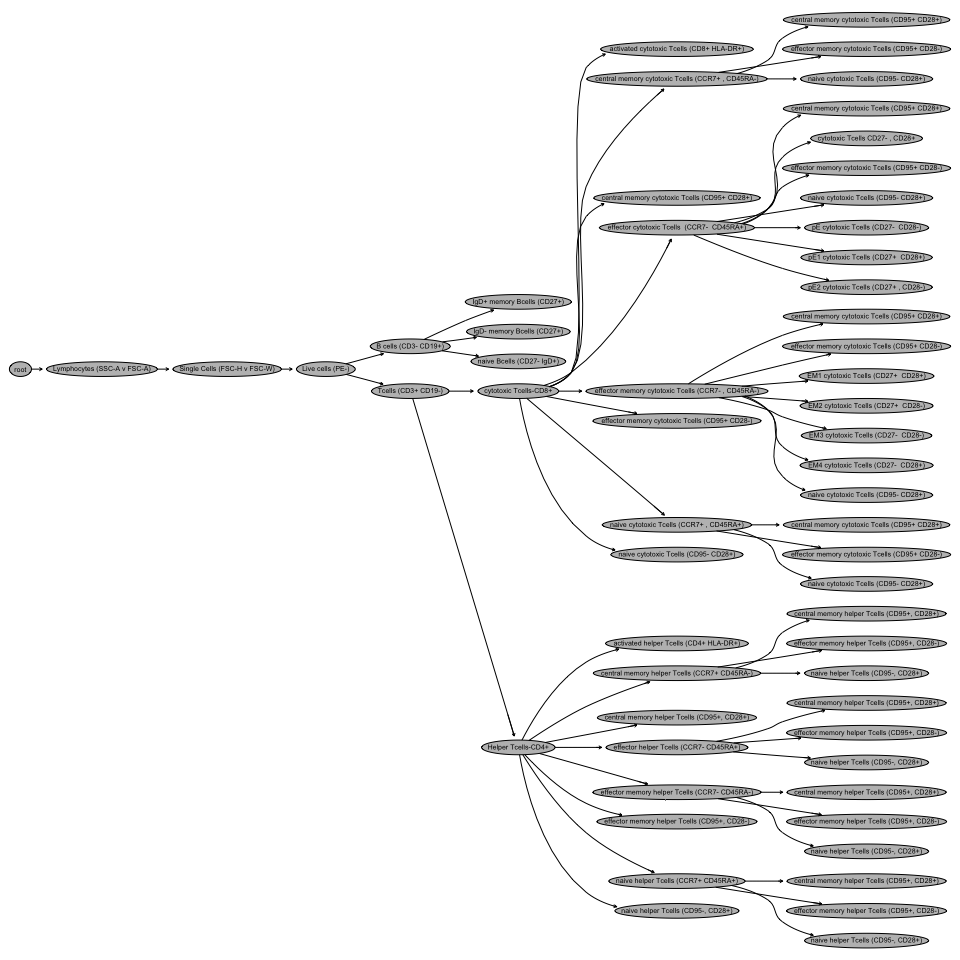 root
Lymphocytes (SSC-A v FSC-A)
Single Cells (FSC-H v FSC-W)
Live cells (PE-)
B cells (CD3- CD19+)
Tcells (CD3+ CD19-)
IgD+ memory Bcells (CD27+)
IgD- memory Bcells (CD27+)
naive Bcells (CD27- IgD+)
cytotoxic Tcells-CD8+
Helper Tcells-CD4+
activated cytotoxic Tcells (CD8+ HLA-DR+)
central memory cytotoxic Tcells (CCR7+ , CD45RA-)
central memory cytotoxic Tcells (CD95+ CD28+)
effector cytotoxic Tcells  (CCR7-  CD45RA+)
effector memory cytotoxic Tcells (CCR7- , CD45RA-)
effector memory cytotoxic Tcells (CD95+ CD28-)
naive cytotoxic Tcells (CCR7+ , CD45RA+)
naive cytotoxic Tcells (CD95- CD28+)
activated helper Tcells (CD4+ HLA-DR+)
central memory helper Tcells (CCR7+ CD45RA-)
central memory helper Tcells (CD95+, CD28+)
effector helper Tcells (CCR7- CD45RA+)
effector memory helper Tcells (CCR7- CD45RA-)
effector memory helper Tcells (CD95+, CD28-)
naive helper Tcells (CCR7+ CD45RA+)
naive helper Tcells (CD95-, CD28+)
central memory cytotoxic Tcells (CD95+ CD28+)
effector memory cytotoxic Tcells (CD95+ CD28-)
naive cytotoxic Tcells (CD95- CD28+)
central memory cytotoxic Tcells (CD95+ CD28+)
cytotoxic Tcells CD27- , CD28+
effector memory cytotoxic Tcells (CD95+ CD28-)
naive cytotoxic Tcells (CD95- CD28+)
pE cytotoxic Tcells (CD27-  CD28-)
pE1 cytotoxic Tcells (CD27+  CD28+)
pE2 cytotoxic Tcells (CD27+ , CD28-)
central memory cytotoxic Tcells (CD95+ CD28+)
effector memory cytotoxic Tcells (CD95+ CD28-)
EM1 cytotoxic Tcells (CD27+  CD28+)
EM2 cytotoxic Tcells (CD27+  CD28-)
EM3 cytotoxic Tcells (CD27-  CD28-)
EM4 cytotoxic Tcells (CD27-  CD28+)
naive cytotoxic Tcells (CD95- CD28+)
central memory cytotoxic Tcells (CD95+ CD28+)
effector memory cytotoxic Tcells (CD95+ CD28-)
naive cytotoxic Tcells (CD95- CD28+)
central memory helper Tcells (CD95+, CD28+)
effector memory helper Tcells (CD95+, CD28-)
naive helper Tcells (CD95-, CD28+)
central memory helper Tcells (CD95+, CD28+)
effector memory helper Tcells (CD95+, CD28-)
naive helper Tcells (CD95-, CD28+)
central memory helper Tcells (CD95+, CD28+)
effector memory helper Tcells (CD95+, CD28-)
naive helper Tcells (CD95-, CD28+)
central memory helper Tcells (CD95+, CD28+)
effector memory helper Tcells (CD95+, CD28-)
naive helper Tcells (CD95-, CD28+)